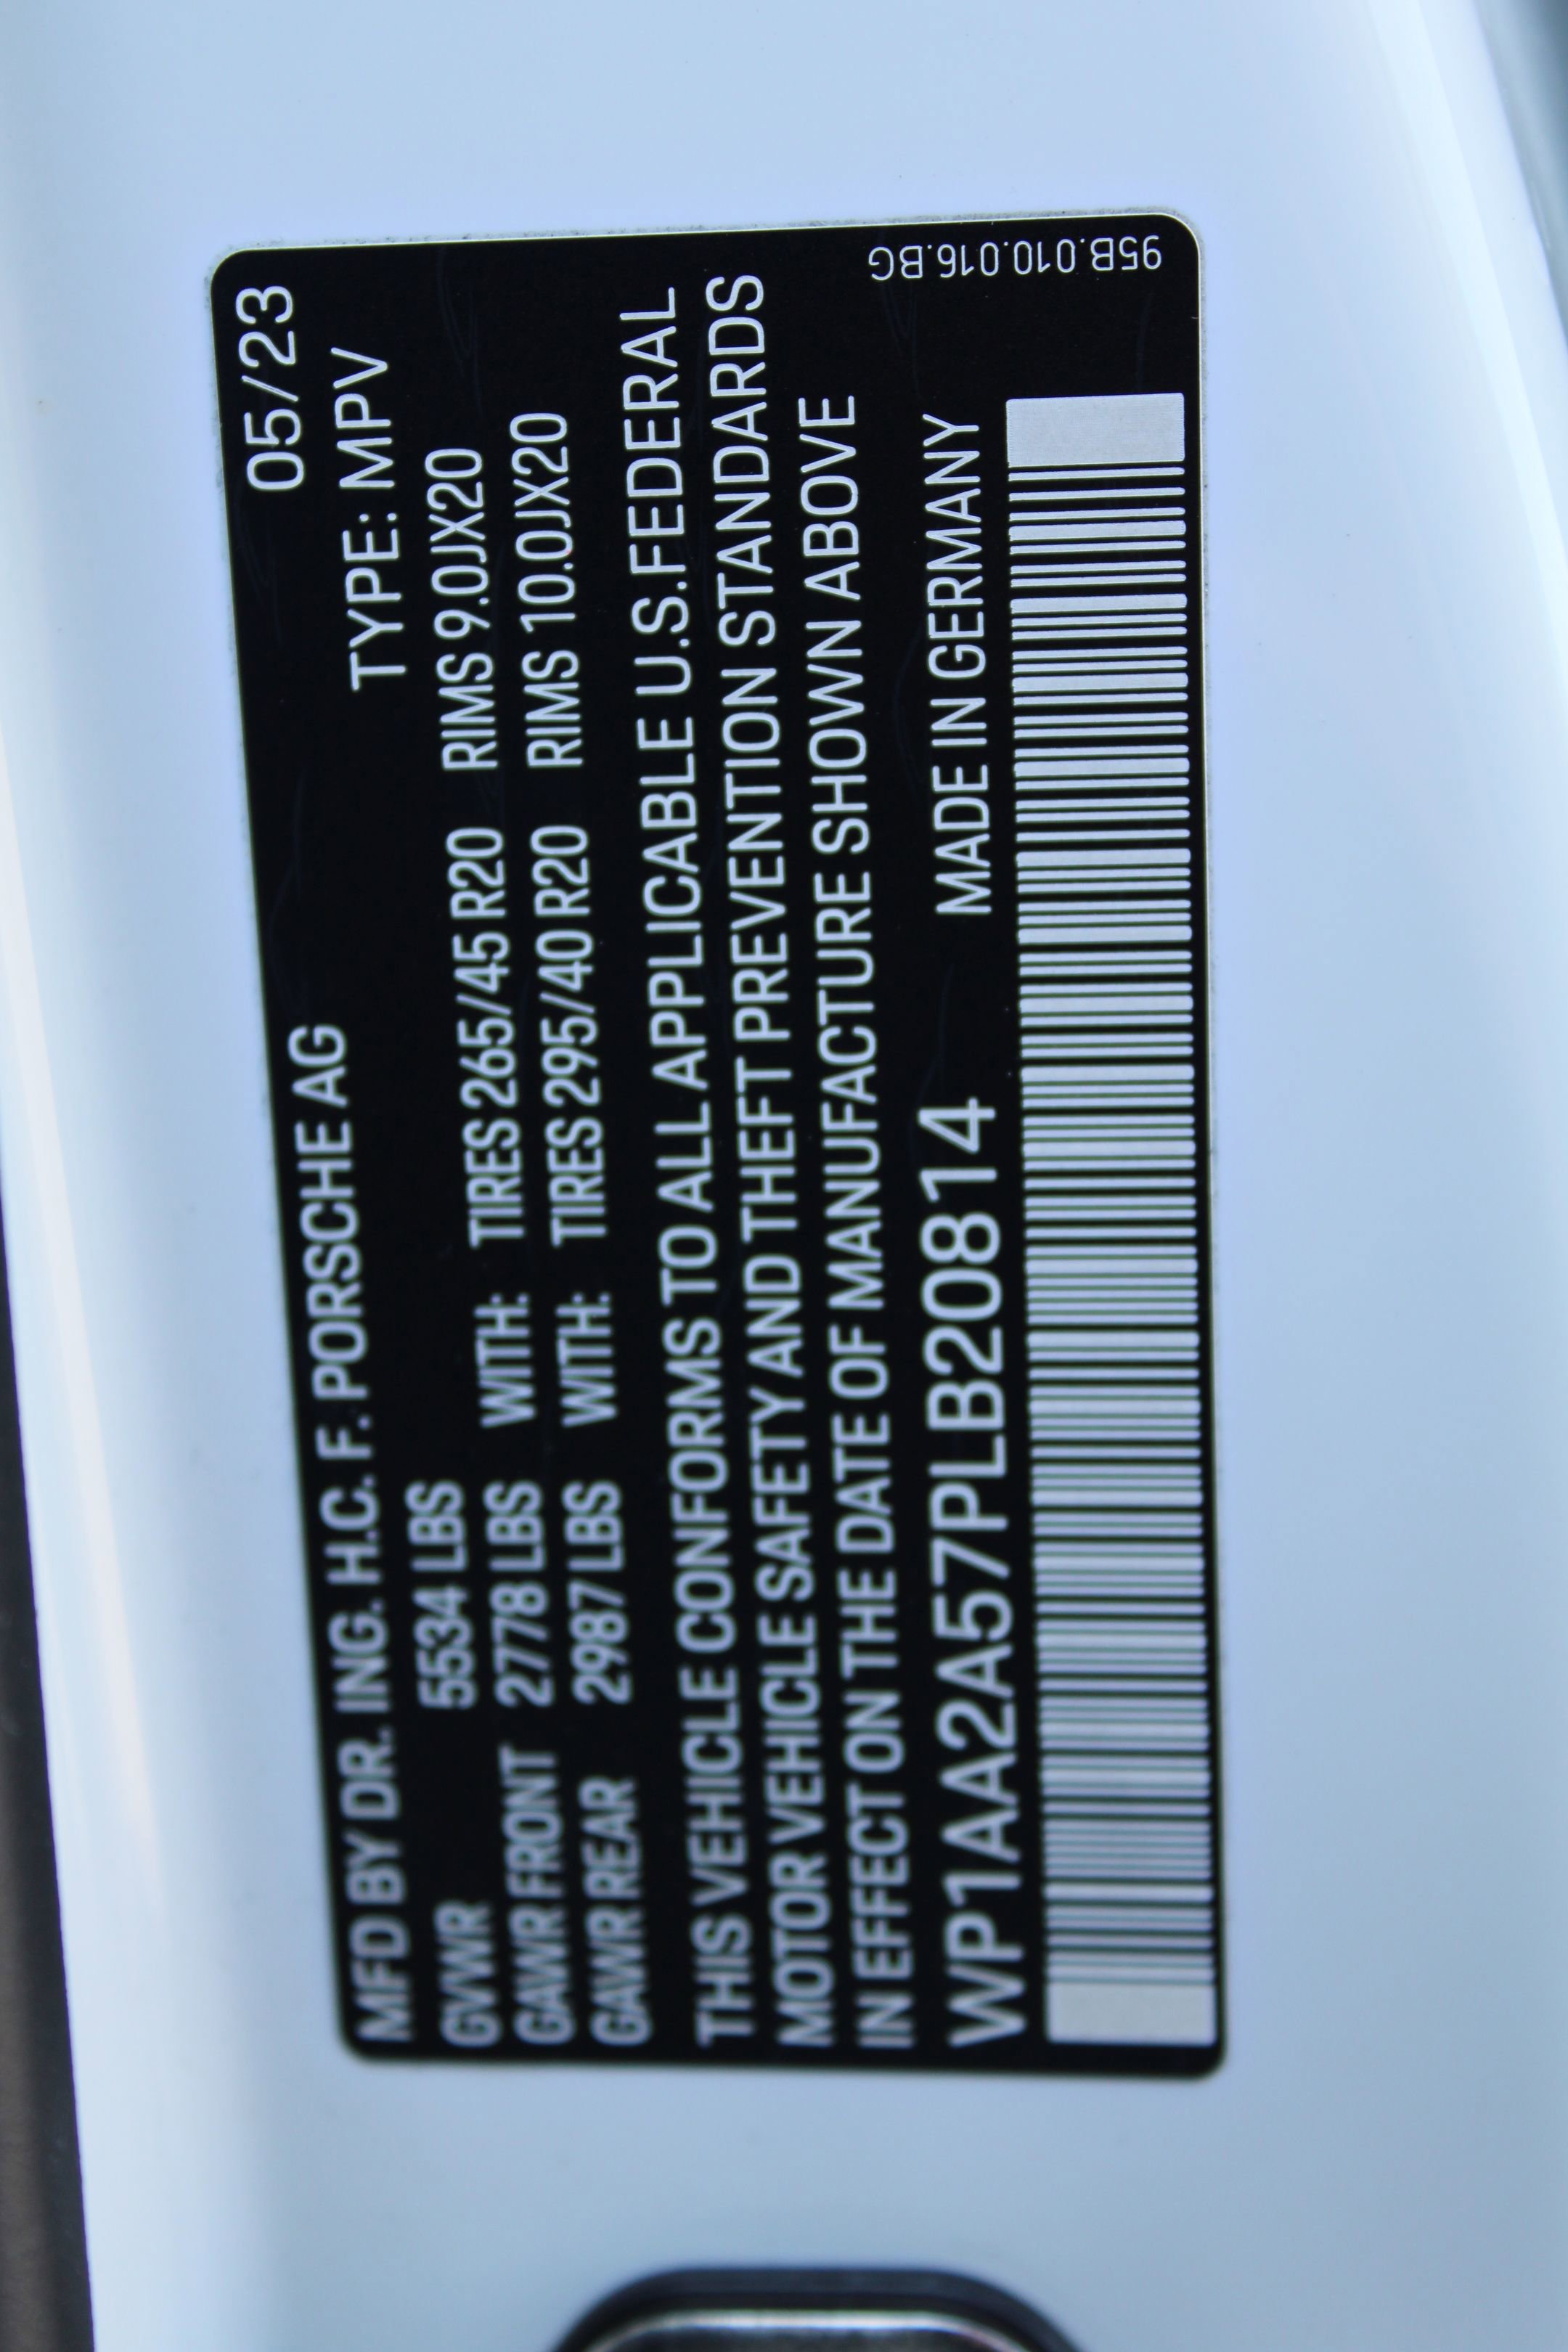 MFD BY DR. ING. H.C. F. PORSCHE AG 05/23
TYPE: MPV
GVWR 5534 LBS
GAWR FRONT 2778 LBS WITH: TIRES 265/45 R20 RIMS 9.0JX20
GAWR REAR 2987 LBS WITH: TIRES 295/40 R20 RIMS 10.0JX20
THIS VEHICLE CONFORMS TO ALL APPLICABLE U.S.FEDERAL
MOTOR VEHICLE SAFETY AND THEFT PREVENTION STANDARDS
IN EFFECT ON THE DATE OF MANUFACTURE SHOWN ABOVE
WP1AA2A57PLB20814 MADE IN GERMANY
95B.010.016.BG